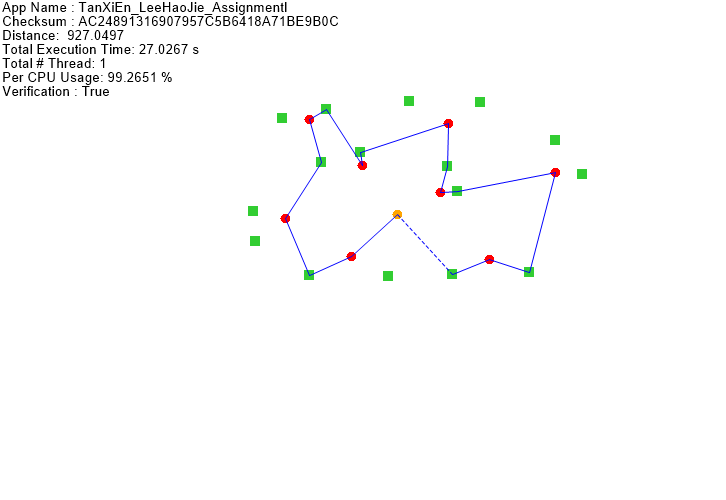 App Name : TanXiEn_LeeHaoJie_AssignmentI
Checksum : AC24891316907957C5B6418A71BE9B0C
Distance:  927.0497
Total Execution Time: 27.0267 s
Total # Thread: 1
Per CPU Usage: 99.2651 %
Verification : True